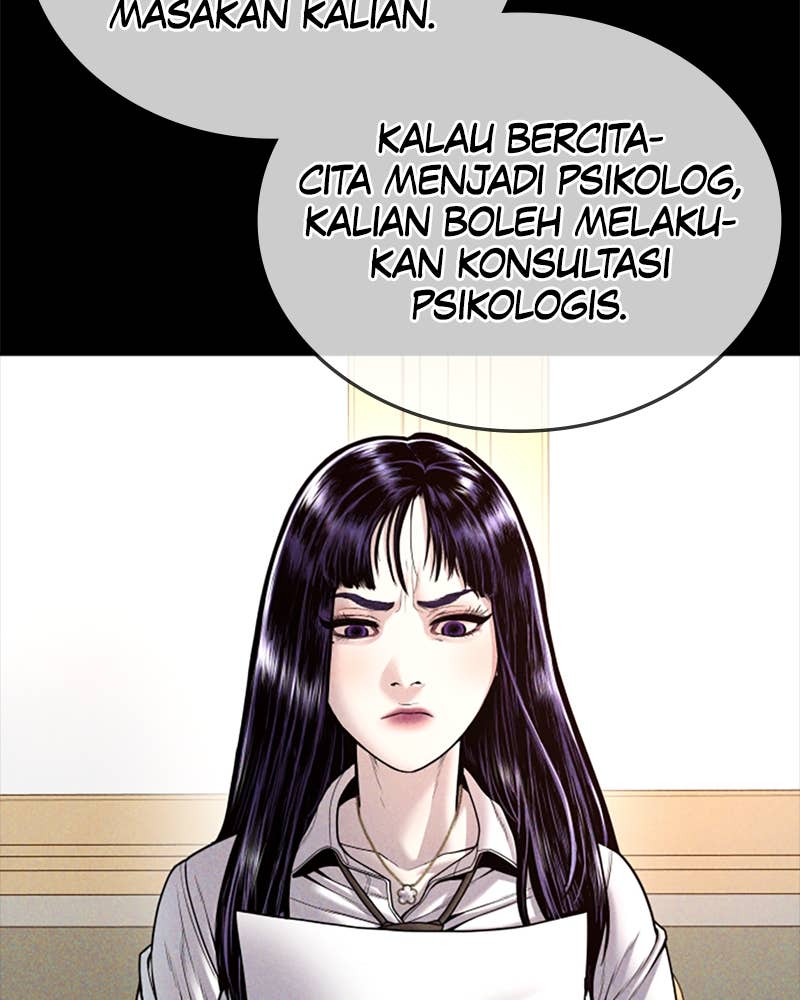 MASAKAN KALIAN.
KALAU BERCITA-
CITA MENJADI PSIKOLOG,
KALIAN BOLEH MELAKU-
KAN KONSULTASI
PSIKOLOGIS.